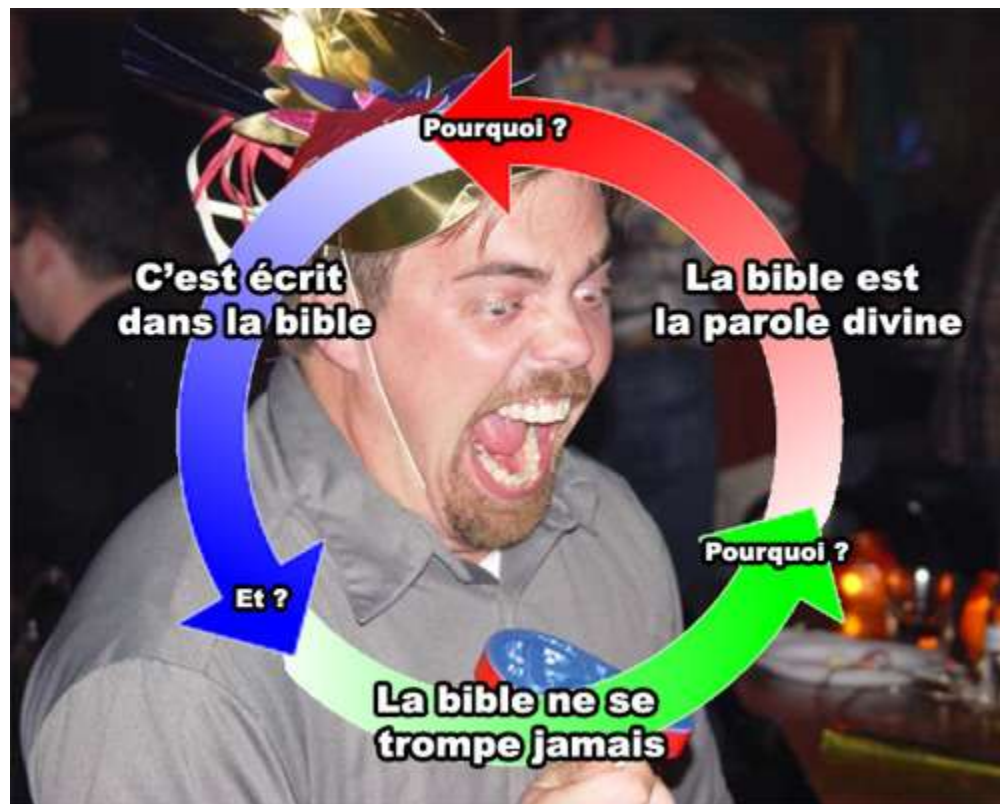 Pourquoi ?
C'est écrit
dans la bible
La bible est
la parole divine
Pourquoi ?
Et ?
La bible ne se
trompe jamais